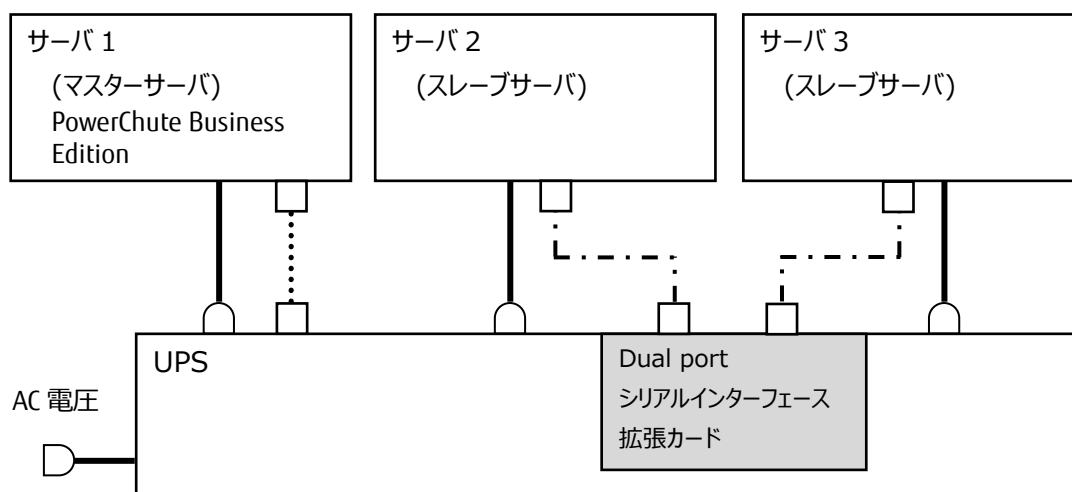 サーバ 1
(マスターサーバ)
PowerChute Business
Edition
サーバ 2
(スレーブサーバ)
サーバ 3
(スレーブサーバ)
UPS
Dual port
シリアルインターフェース
拡張カード
AC 電圧